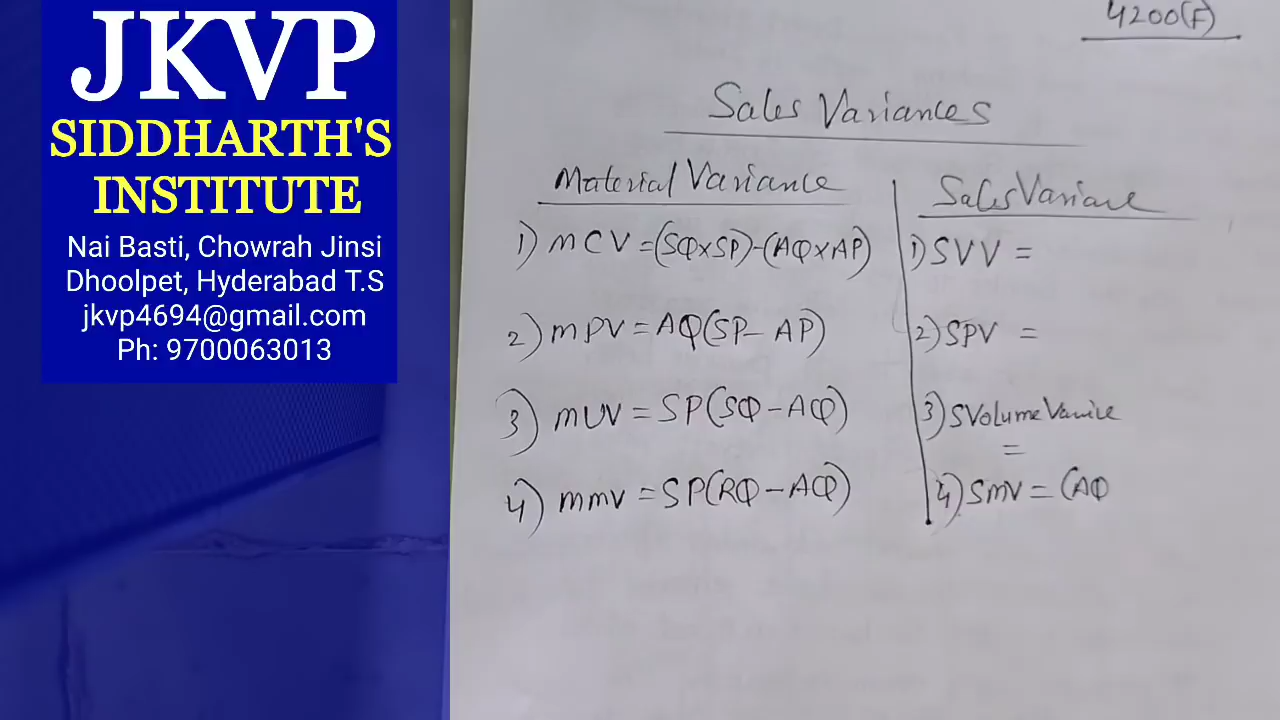 JKVP
SIDDHARTH'S
INSTITUTE
Nai Basti, Chowrah Jinsi
Dhoolpet, Hyderabad T.S
jkvp4694@gmail.com
Ph: 9700063013
4200(F)
Sales Variances
Material Variance
1) MCV = (SQ×SP)-(AQ×AP)
2) MPV = AQ(SP- AP)
3) MUV = SP(SQ-AQ)
4) MMV = SP(RQ-AQ)
Sales Variance
1) SVV =
2) SPV =
3) SVolume Variance
=
4) SMV = (AQ